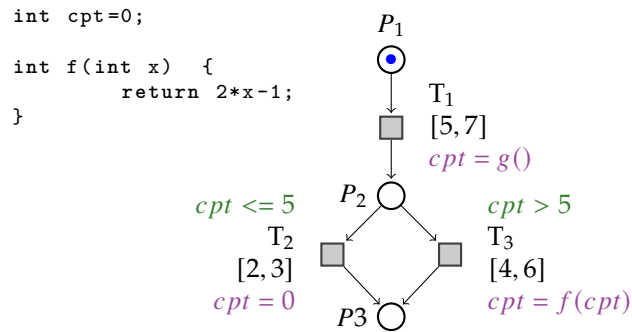 int cpt=0;
int f(int x) {
return 2*x-1;
}
P1
T1
[5,7]
cpt = g()
P2
cpt <= 5
T2
[2,3]
cpt = 0
cpt > 5
T3
[4,6]
cpt = f(cpt)
P3